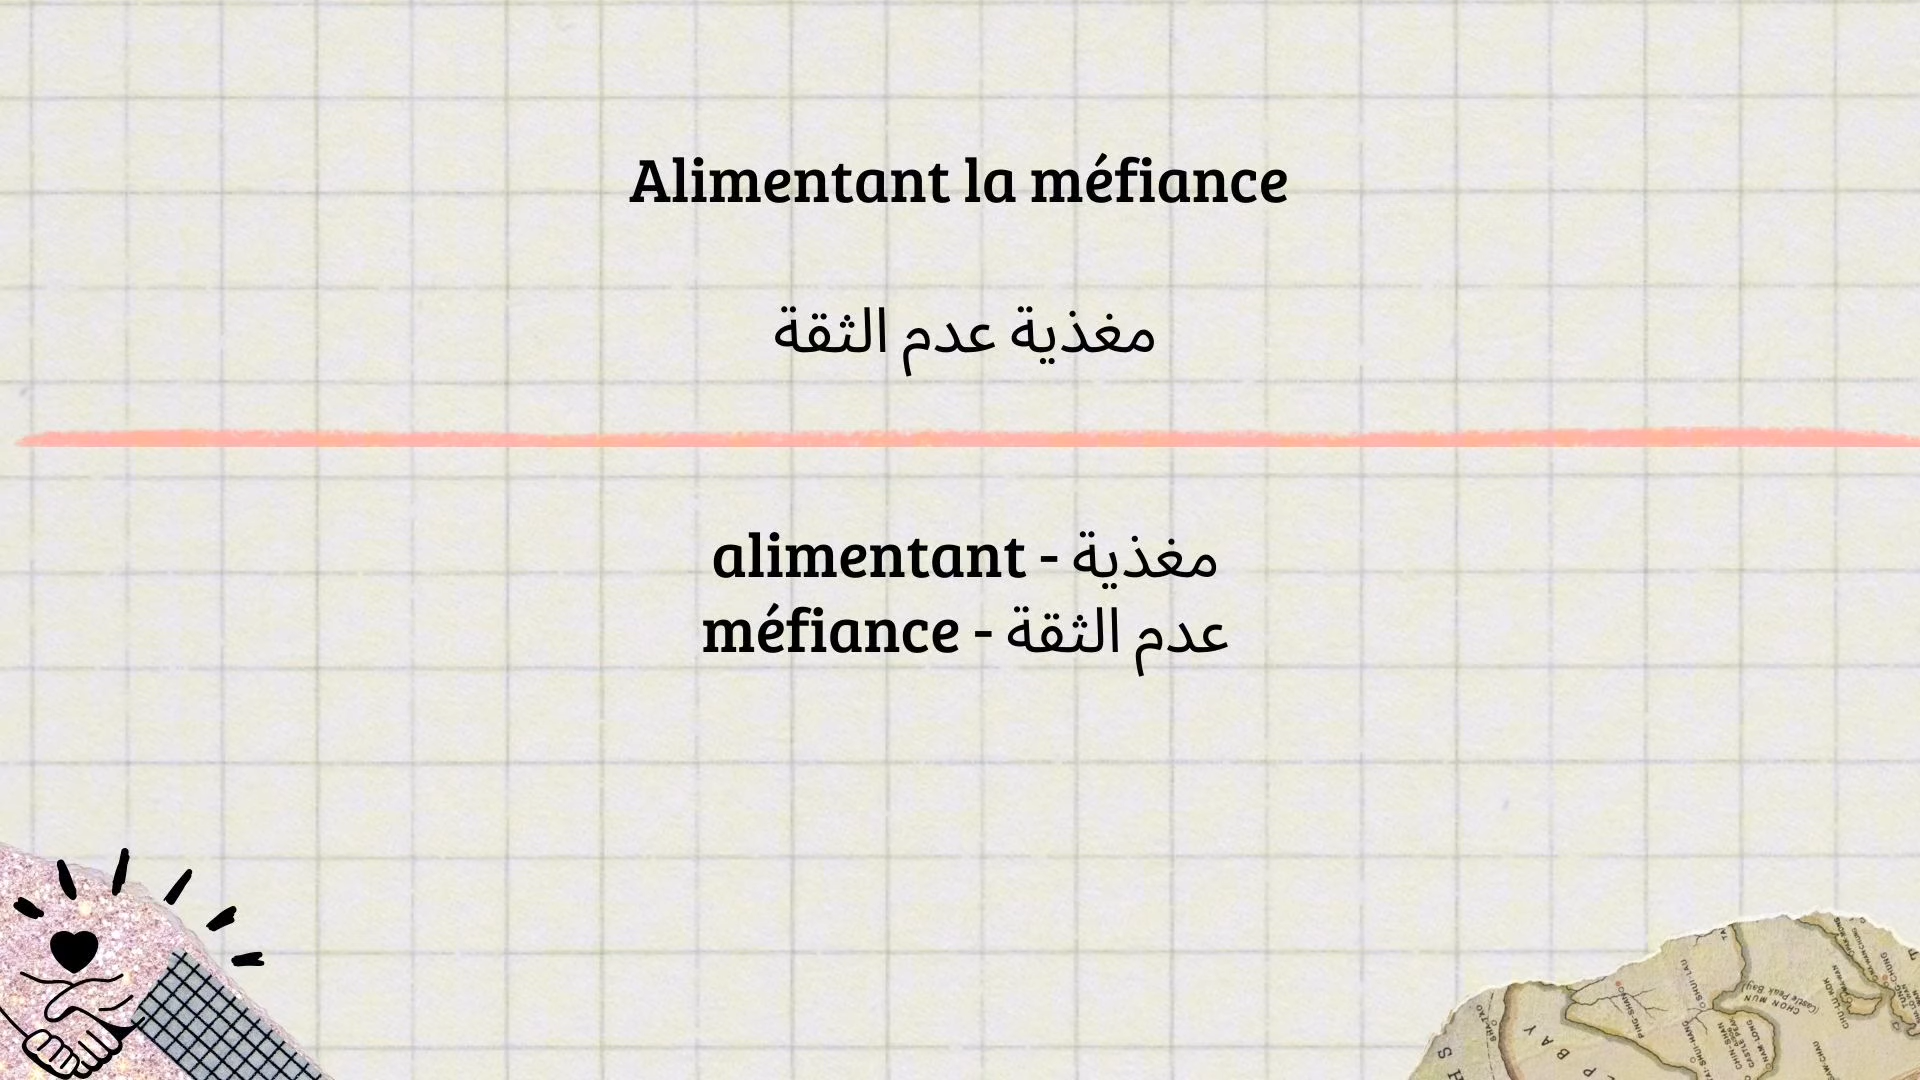 Alimentant la méfiance
مغذية عدم الثقة
alimentant - مغذية
méfiance - عدم الثقة